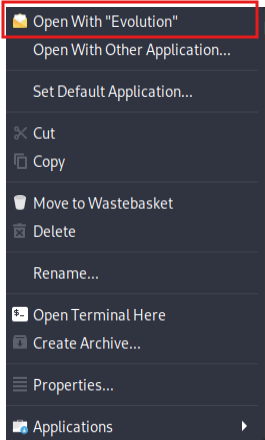 Open With "Evolution"
Open With Other Application...
Set Default Application...
Cut
Copy
Move to Wastebasket
Delete
Rename...
Open Terminal Here
Create Archive...
Properties...
Applications